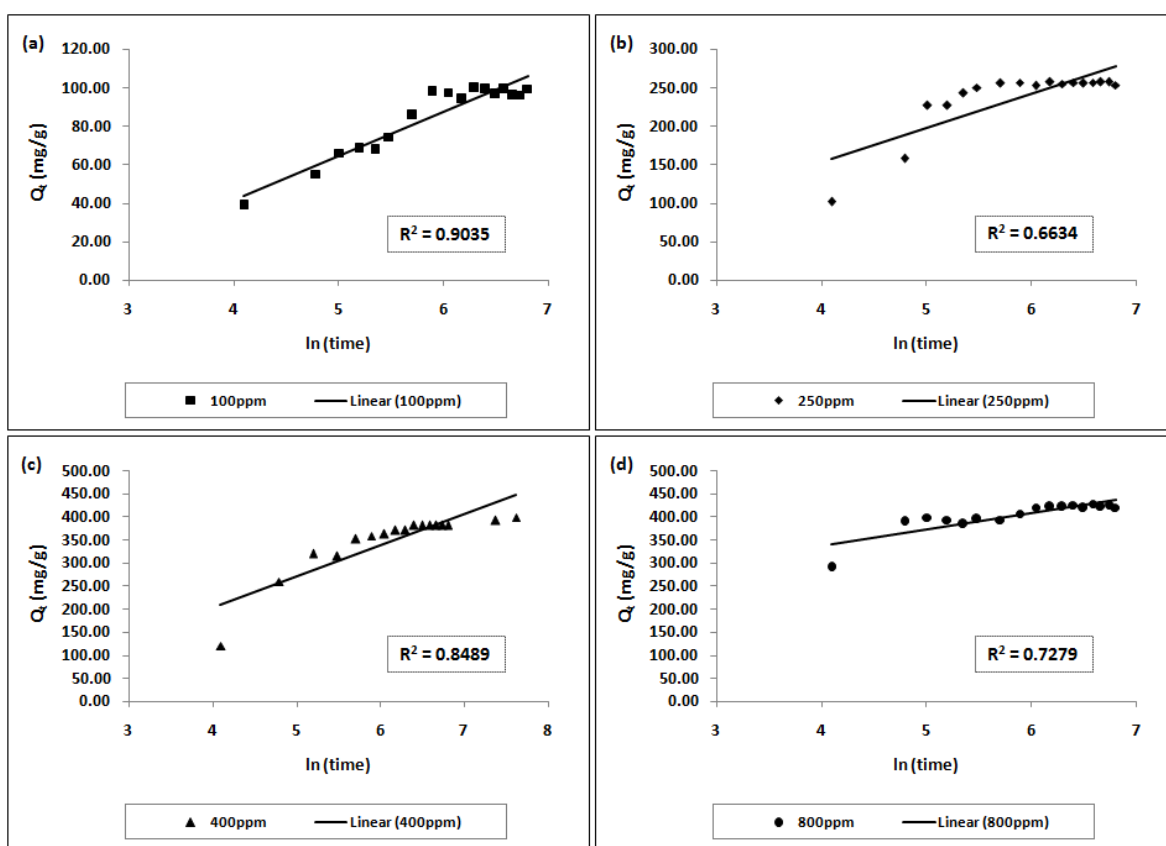 (a)
120.00
100.00
80.00
60.00
40.00
20.00
0.00
Qt (mg/g)
R² = 0.9035
3 4 5 6 7
ln (time)
100ppm Linear (100ppm)
(b)
300.00
250.00
200.00
150.00
100.00
50.00
0.00
Qt (mg/g)
R² = 0.6634
3 4 5 6 7
ln (time)
250ppm Linear (250ppm)
(c)
500.00
450.00
400.00
350.00
300.00
250.00
200.00
150.00
100.00
50.00
0.00
Qt (mg/g)
R² = 0.8489
3 4 5 6 7 8
ln (time)
400ppm Linear (400ppm)
(d)
500.00
450.00
400.00
350.00
300.00
250.00
200.00
150.00
100.00
50.00
0.00
Qt (mg/g)
R² = 0.7279
3 4 5 6 7
ln (time)
800ppm Linear (800ppm)